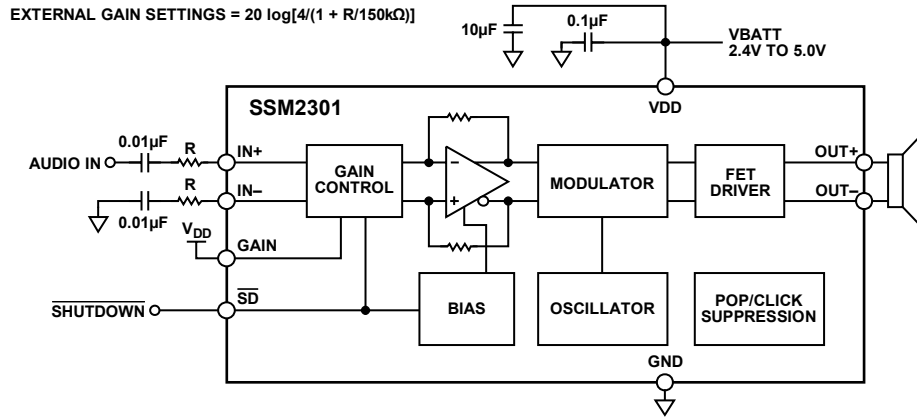 EXTERNAL GAIN SETTINGS = 20 log[4/(1 + R/150kΩ)]
10µF
0.1µF
VBATT
2.4V TO 5.0V
VDD
SSM2301
0.01µF
R
IN+
AUDIO IN
R
IN–
0.01µF
VDD
GAIN
SHUTDOWN
SD
GAIN
CONTROL
–
+
MODULATOR
FET
DRIVER
OUT+
OUT–
BIAS
OSCILLATOR
POP/CLICK
SUPPRESSION
GND